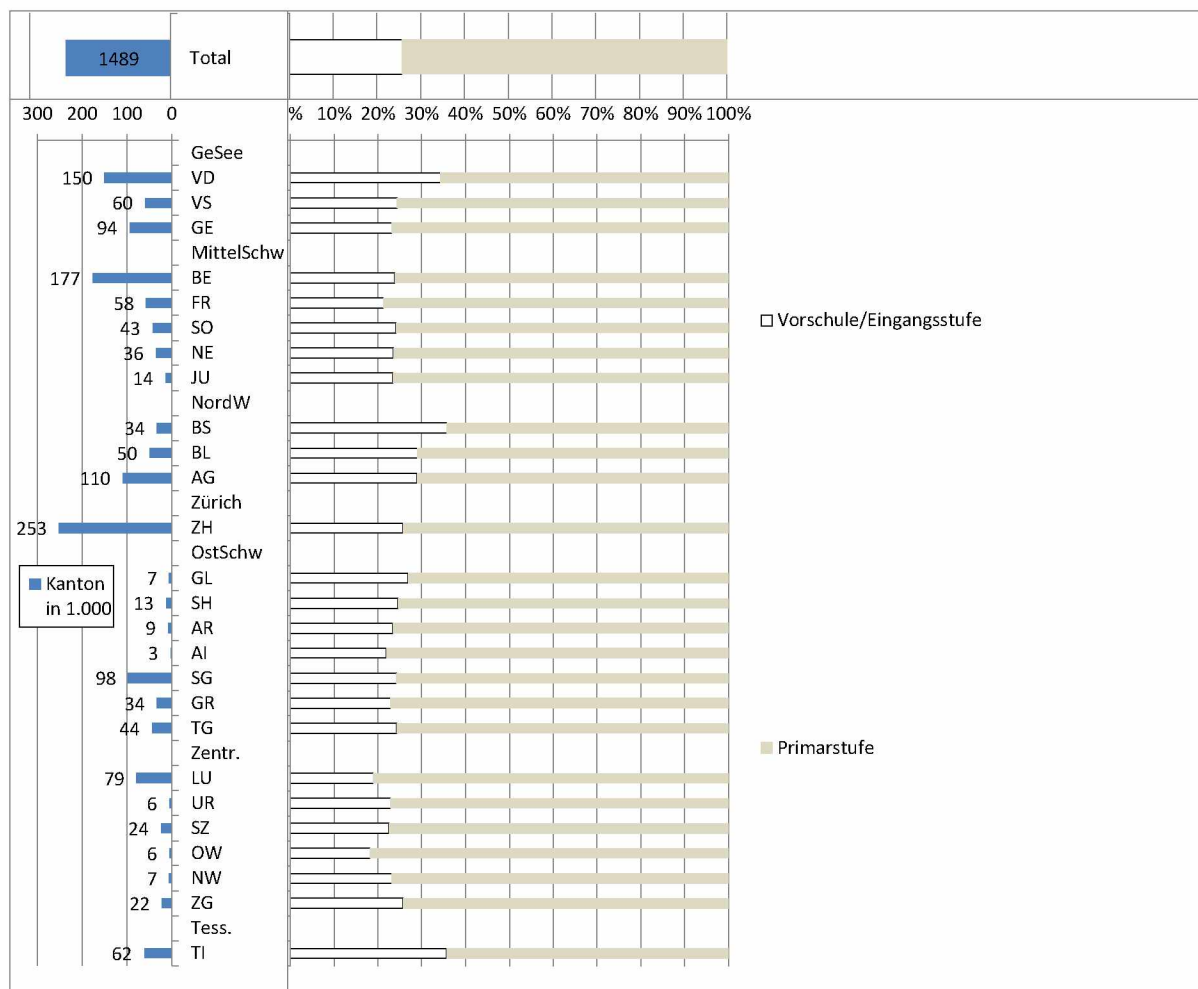 1489 Total
300 200 100 0 % 10% 20% 30% 40% 50% 60% 70% 80% 90% 100%
GeSee
150 VD
60 VS
94 GE
MittelSchw
177 BE
58 FR
43 SO
36 NE
14 JU
NordW
34 BS
50 BL
110 AG
Zürich
253 ZH
OstSchw
7 GL
13 SH
9 AR
3 AI
98 SG
34 GR
44 TG
Zentr.
79 LU
6 UR
24 SZ
6 OW
7 NW
22 ZG
Tess.
62 TI
Kanton
in 1.000
Vorschule/Eingangsstufe
Primarstufe